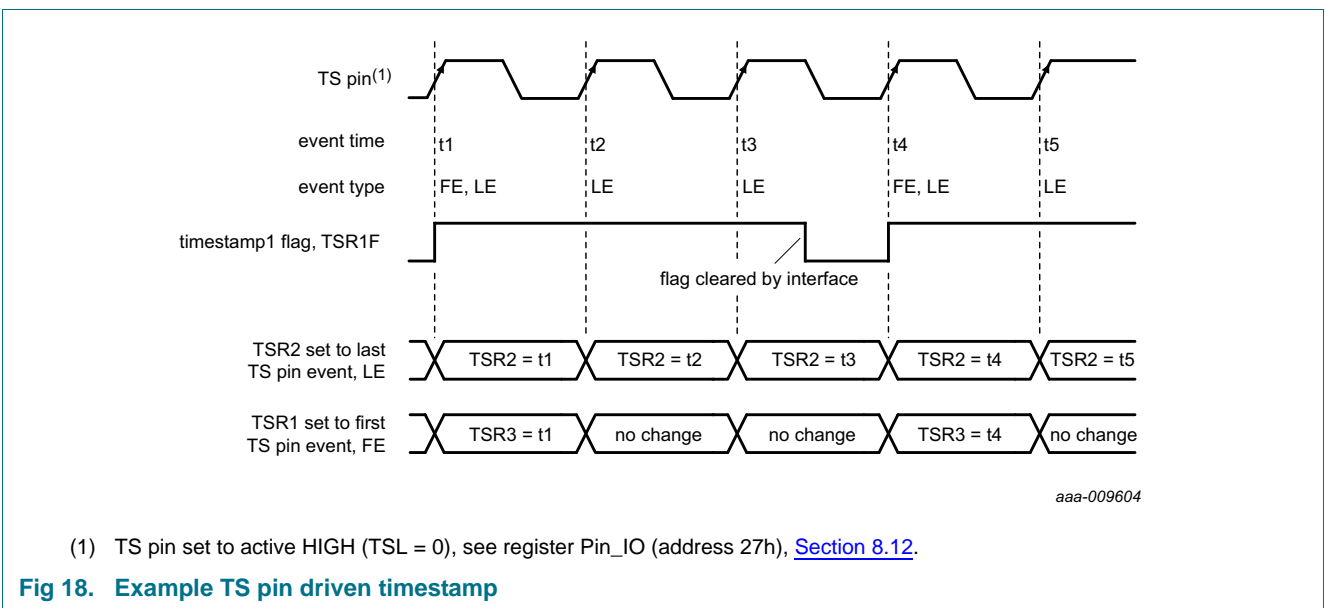 TS pin(1)
event time t1 t2 t3 t4 t5
event type FE, LE LE LE FE, LE LE
timestamp1 flag, TSR1F
flag cleared by interface
TSR2 set to last
TS pin event, LE
TSR2 = t1 TSR2 = t2 TSR2 = t3 TSR2 = t4 TSR2 = t5
TSR1 set to first
TS pin event, FE
TSR3 = t1 no change no change TSR3 = t4 no change
aaa-009604
(1) TS pin set to active HIGH (TSL = 0), see register Pin_IO (address 27h), Section 8.12.
Fig 18. Example TS pin driven timestamp